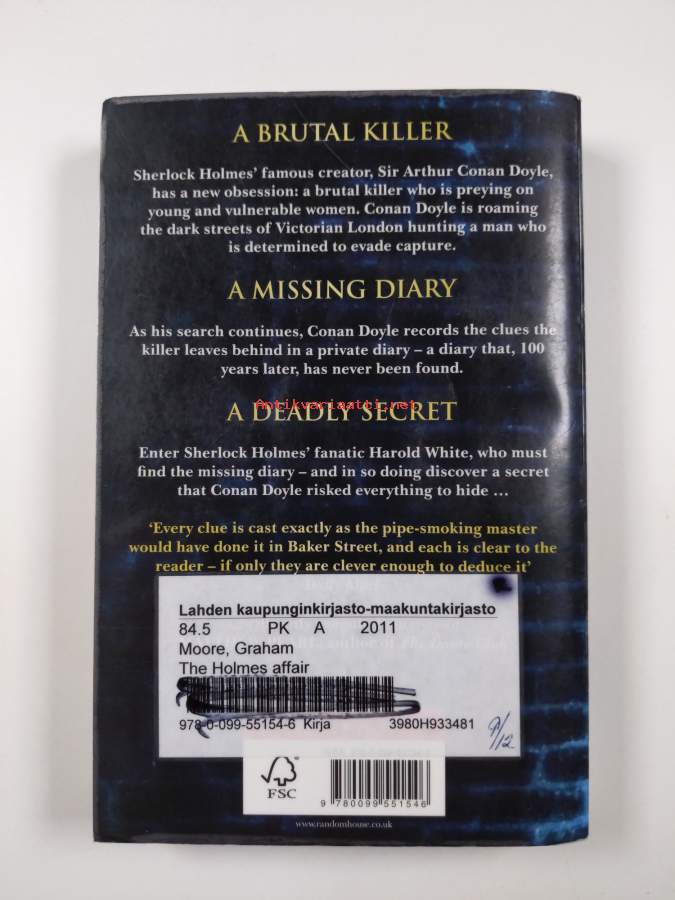 A BRUTAL KILLER
Sherlock Holmes’ famous creator, Sir Arthur Conan Doyle,
has a new obsession: a brutal killer who is preying on
young and vulnerable women. Conan Doyle is roaming
the dark streets of Victorian London hunting a man who
is determined to evade capture.
A MISSING DIARY
As his search continues, Conan Doyle records the clues the
killer leaves behind in a private diary – a diary that, 100
years later, has never been found.
Antikvariaatti.net
A DEADLY SECRET
Enter Sherlock Holmes’ fanatic Harold White, who must
find the missing diary – and in so doing discover a secret
that Conan Doyle risked everything to hide ...
‘Every clue is cast exactly as the pipe-smoking master
would have done it in Baker Street, and each is clear to the
reader – if only they are clever enough to deduce it’
Lahden kaupunginkirjasto-maakuntakirjasto
84.5 PK A 2011
Moore, Graham
The Holmes affair
978-0-099-55154-6 Kirja 3980H933481
9/12
FSC
9 780099 551546
www.randomhouse.co.uk